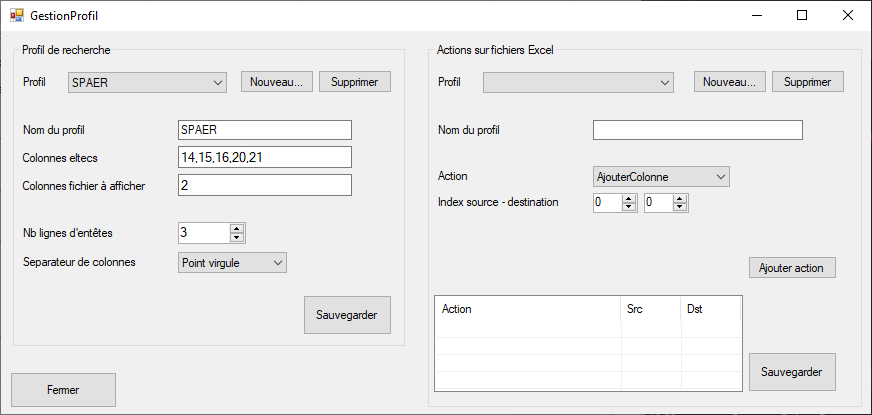 GestionProfil
Profil de recherche
Profil SPAER Nouveau... Supprimer
Nom du profil SPAER
Colonnes eltecs 14,15,16,20,21
Colonnes fichier à afficher 2
Nb lignes d'entêtes 3
Separateur de colonnes Point virgule
Sauvegarder
Fermer
Actions sur fichiers Excel
Profil Nouveau... Supprimer
Nom du profil
Action AjouterColonne
Index source - destination 0 0
Ajouter action
Action Src Dst
Sauvegarder